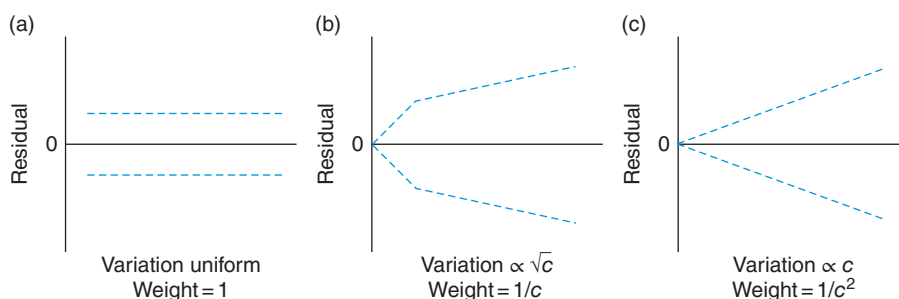 (a)
Residual
0
Variation uniform
Weight = 1
(b)
Residual
0
Variation ∝ √c
Weight = 1/c
(c)
Residual
0
Variation ∝ c
Weight = 1/c²